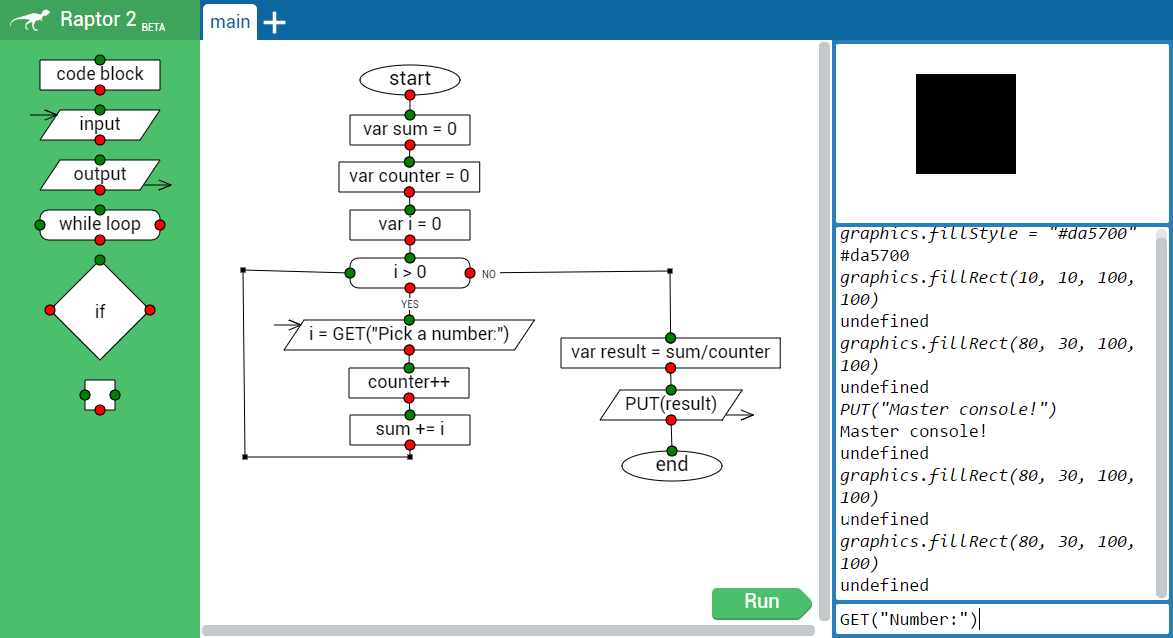 Raptor 2 BETA
main
code block
input
output
while loop
if
start
var sum = 0
var counter = 0
var i = 0
i > 0
NO
YES
i = GET("Pick a number:")
counter++
sum += i
var result = sum/counter
PUT(result)
end
Run
graphics.fillStyle = "#da5700"
#da5700
graphics.fillRect(10, 10, 100,
100)
undefined
graphics.fillRect(80, 30, 100,
100)
undefined
PUT("Master console!")
Master console!
undefined
graphics.fillRect(80, 30, 100,
100)
undefined
graphics.fillRect(80, 30, 100,
100)
undefined
GET("Number:")